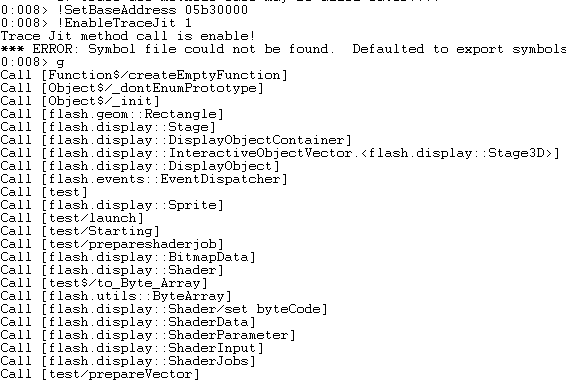 0:008> !SetBaseAddress 05b30000
0:008> !EnableTraceJit 1
Trace Jit method call is enable!
*** ERROR: Symbol file could not be found.  Defaulted to export symbols
0:008> g
Call [Function$/createEmptyFunction]
Call [Object$/_dontEnumPrototype]
Call [Object$/_init]
Call [flash.geom::Rectangle]
Call [flash.display::Stage]
Call [flash.display::DisplayObjectContainer]
Call [flash.display::InteractiveObjectVector.<flash.display::Stage3D>]
Call [flash.display::DisplayObject]
Call [flash.events::EventDispatcher]
Call [test]
Call [flash.display::Sprite]
Call [test/launch]
Call [test/Starting]
Call [test/prepareshaderjob]
Call [flash.display::BitmapData]
Call [flash.display::Shader]
Call [test$/to_Byte_Array]
Call [flash.utils::ByteArray]
Call [flash.display::Shader/set byteCode]
Call [flash.display::ShaderData]
Call [flash.display::ShaderParameter]
Call [flash.display::ShaderInput]
Call [flash.display::ShaderJobs]
Call [test/prepareVector]